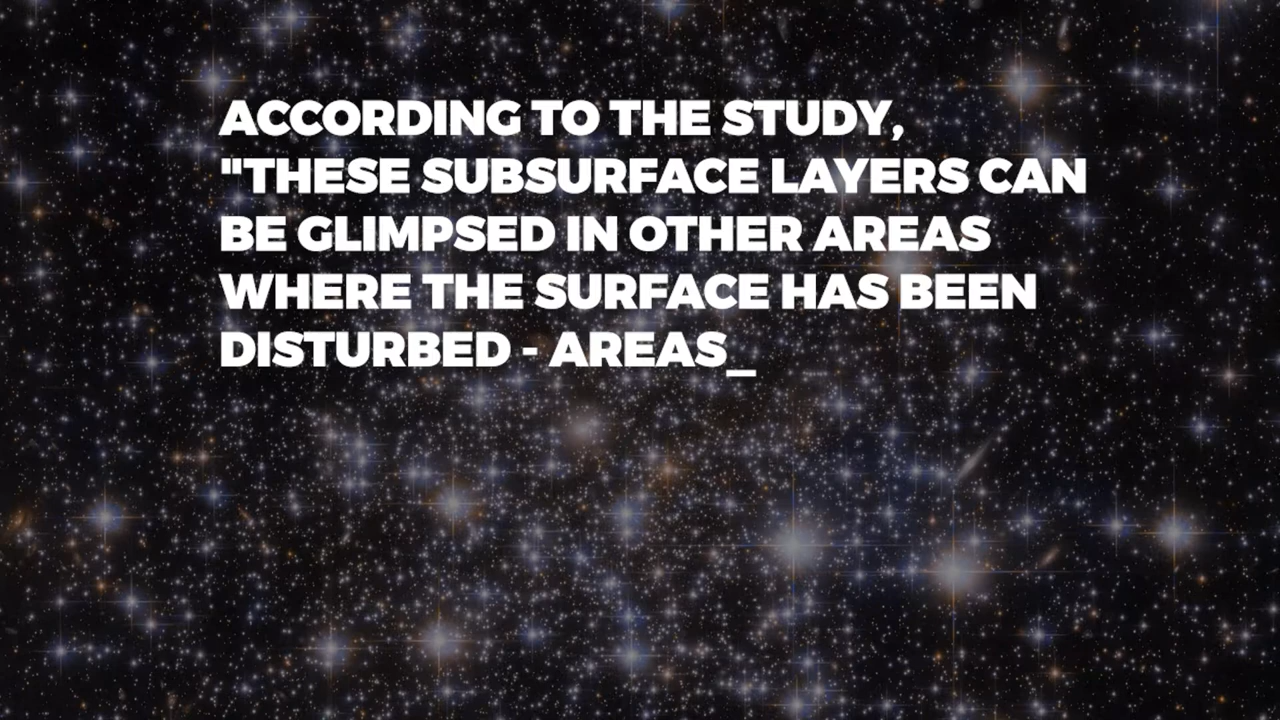 ACCORDING TO THE STUDY,
"THESE SUBSURFACE LAYERS CAN
BE GLIMPSED IN OTHER AREAS
WHERE THE SURFACE HAS BEEN
DISTURBED - AREAS_